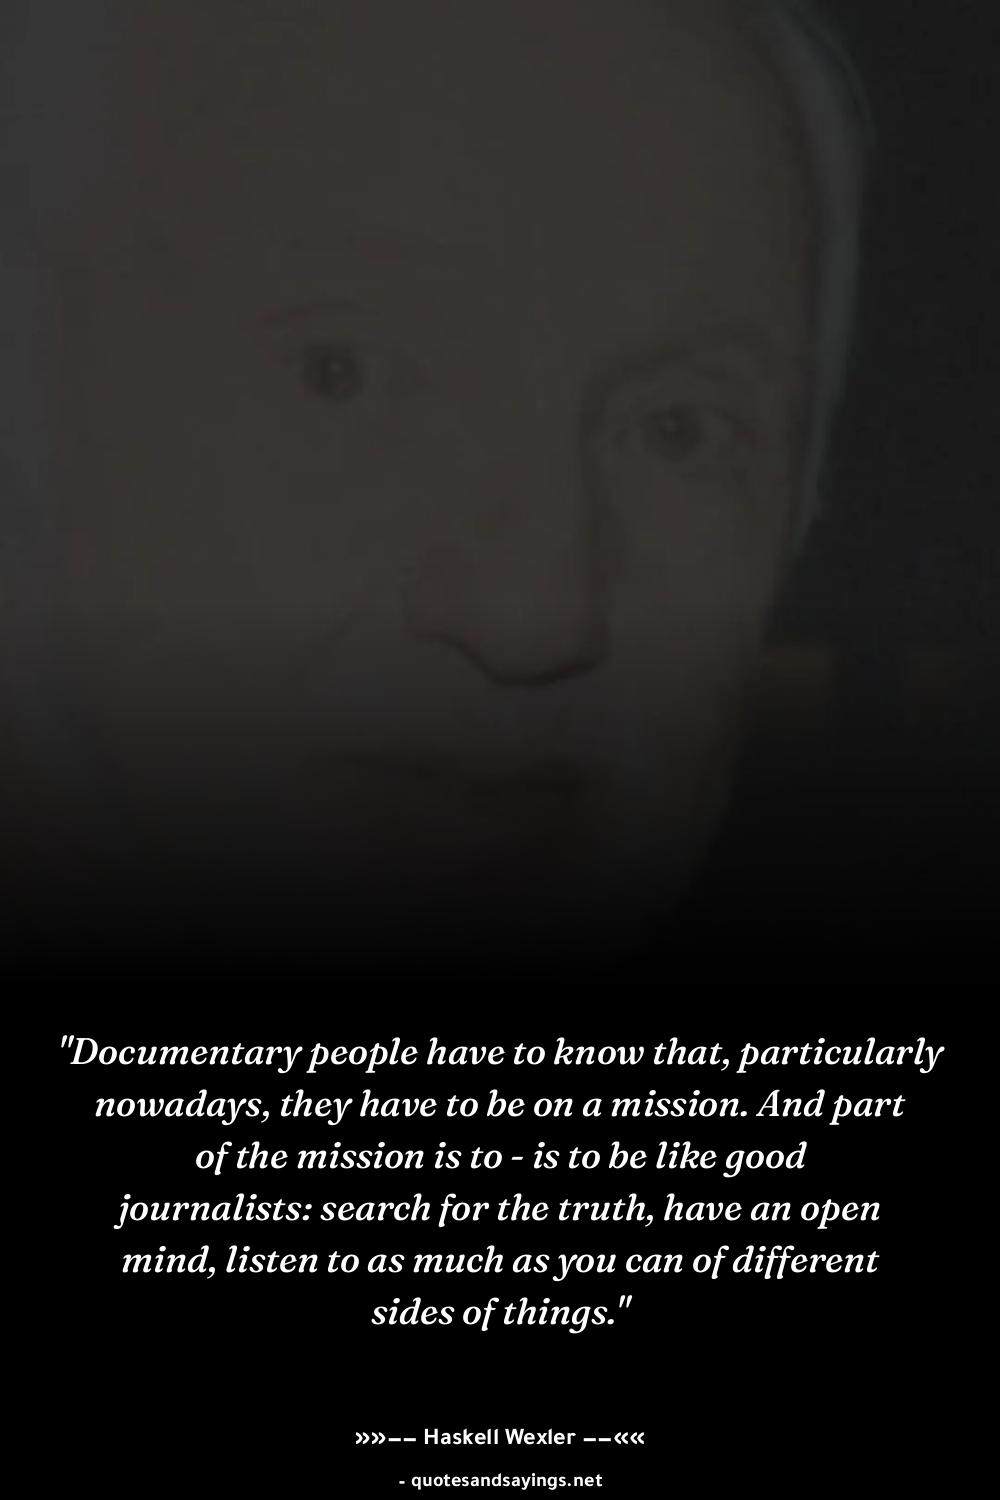 "Documentary people have to know that, particularly
nowadays, they have to be on a mission. And part
of the mission is to - is to be like good
journalists: search for the truth, have an open
mind, listen to as much as you can of different
sides of things."
»»―― Haskell Wexler ――««
- quotesandsayings.net